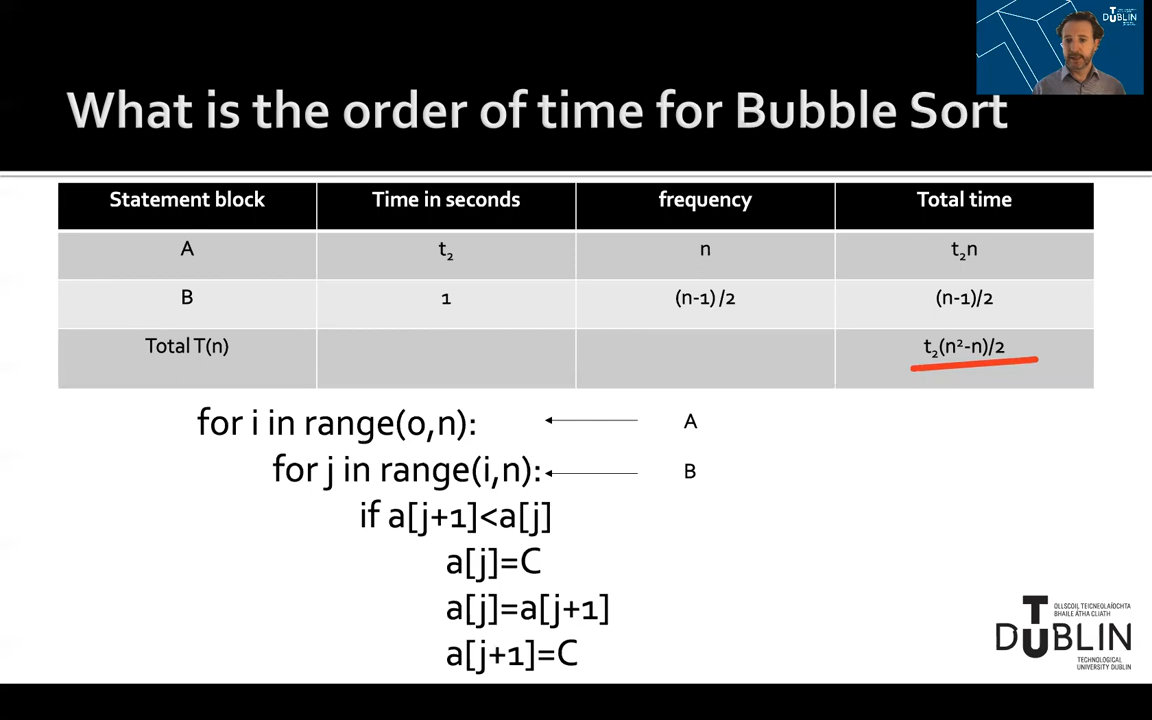 DUBLIN
What is the order of time for Bubble Sort
Statement block Time in seconds frequency Total time
A t₂ n t₂n
B 1 (n-1) /2 (n-1)/2
Total T(n) t₂(n²-n)/2
for i in range(0,n): A
for j in range(i,n): B
if a[j+1]<a[j]
a[j]=C
a[j]=a[j+1]
a[j+1]=C
OLLSCOIL TEICNEOLAÍOCHTA
BHAILE ÁTHA CLIATH
DUBLIN
TECHNOLOGICAL
UNIVERSITY DUBLIN